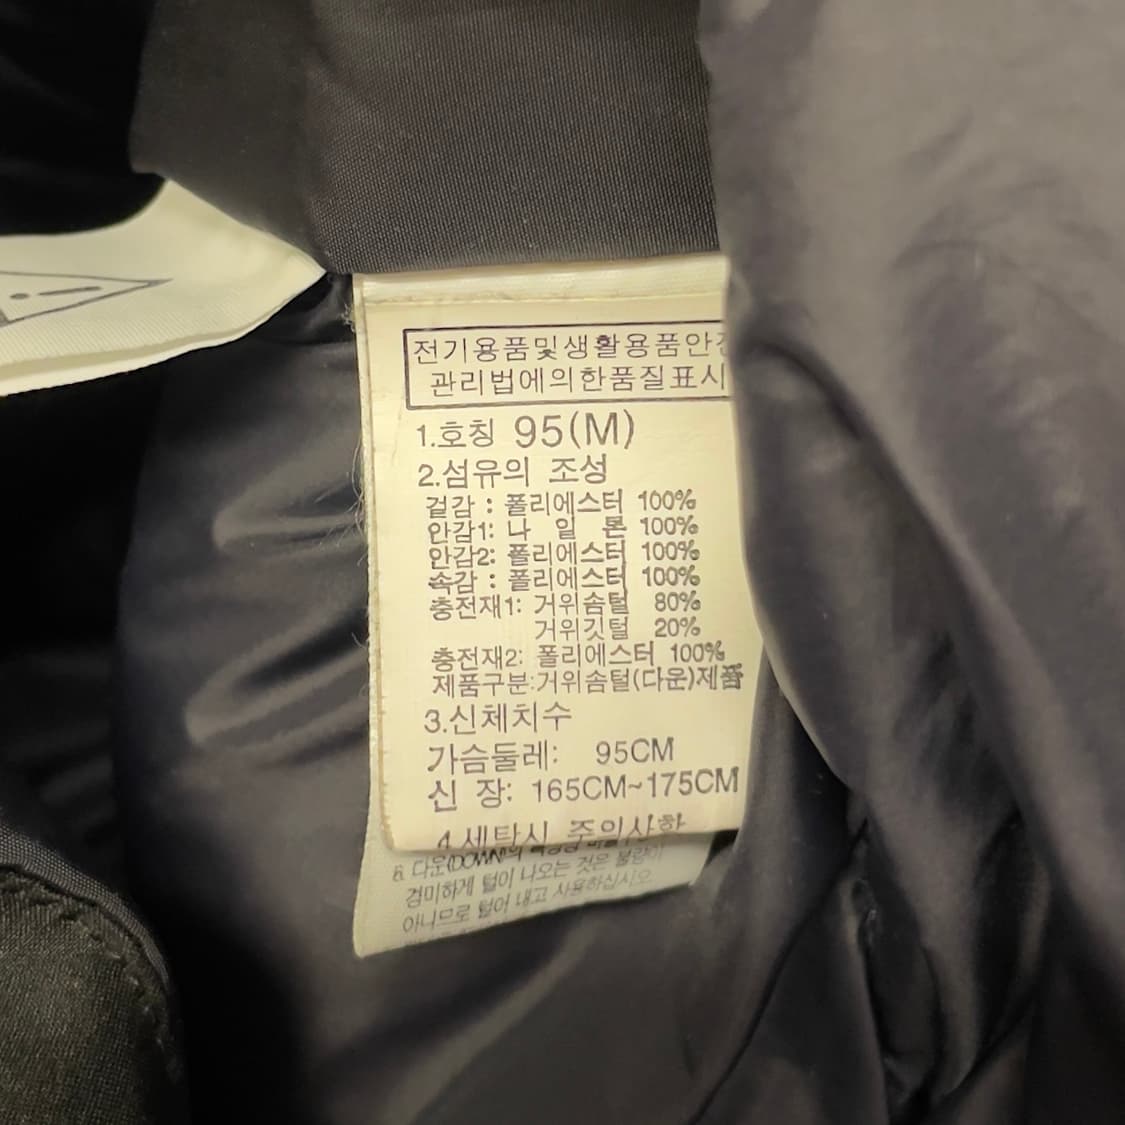 전기용품및생활용품안전
관리법에의한품질표시
1.호칭 95(M)
2.섬유의 조성
겉감 : 폴리에스터 100%
안감1: 나 일 론 100%
안감2: 폴리에스터 100%
속감 : 폴리에스터 100%
충전재1: 거위솜털 80%
거위깃털 20%
충전재2: 폴리에스터 100%
제품구분:거위솜털(다운)제품
3.신체치수
가슴둘레: 95CM
신 장: 165CM~175CM
4.세탁시 주의사항
다운(DOWN)의
경미하게 털이 나오는 것은 불량이
아니므로 털어 내고 사용하십시오